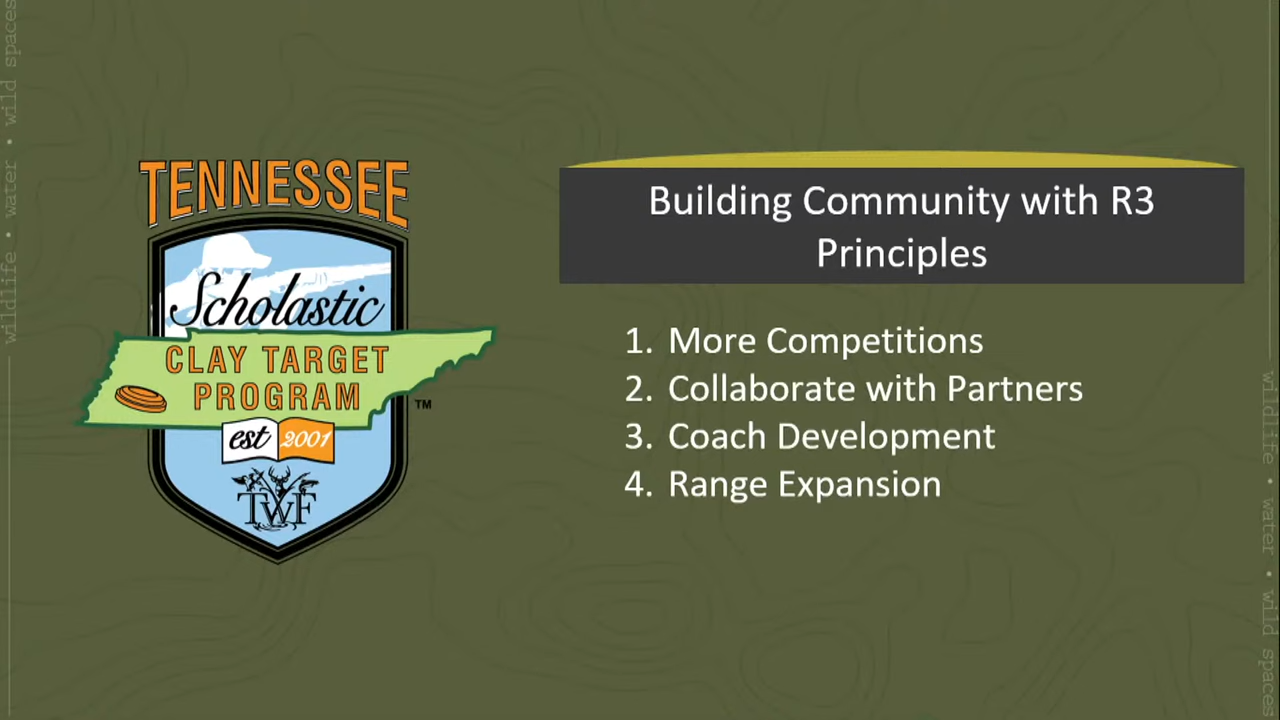 wildlife • water • wild spaces
TENNESSEE
Scholastic
CLAY TARGET
PROGRAM
TM
est 2001
TWF
Building Community with R3
Principles
1. More Competitions
2. Collaborate with Partners
3. Coach Development
4. Range Expansion
wildlife • water • wild spaces